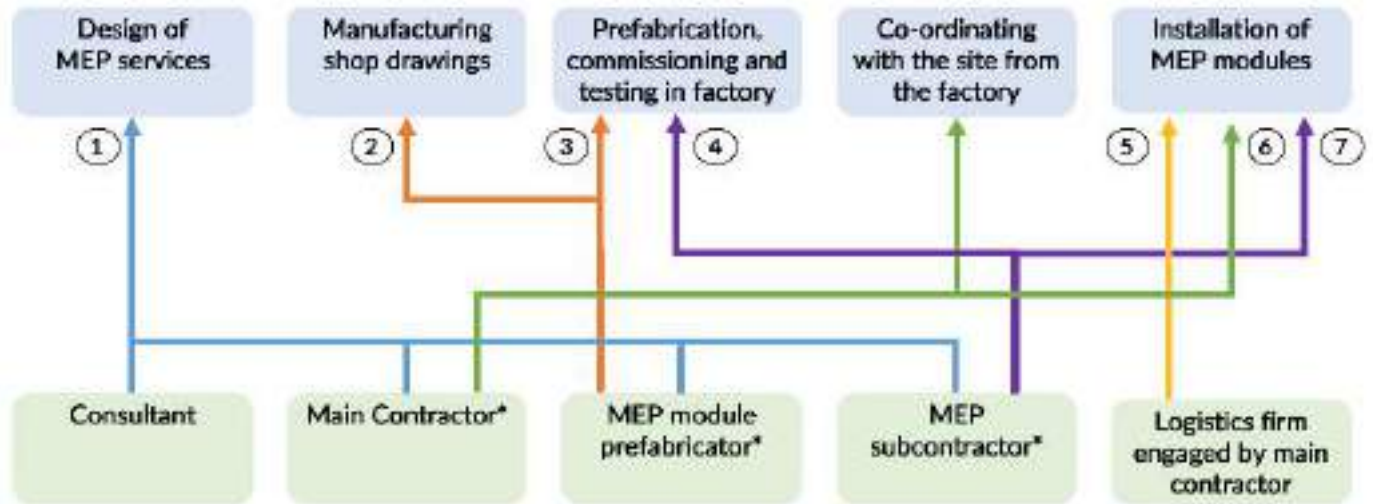 Design of
MEP services
Manufacturing
shop drawings
Prefabrication,
commissioning and
testing in factory
Co-ordinating
with the site from
the factory
Installation of
MEP modules
1
2
3
4
5
6
7
Consultant
Main Contractor*
MEP module
prefabricator*
MEP
subcontractor*
Logistics firm
engaged by main
contractor